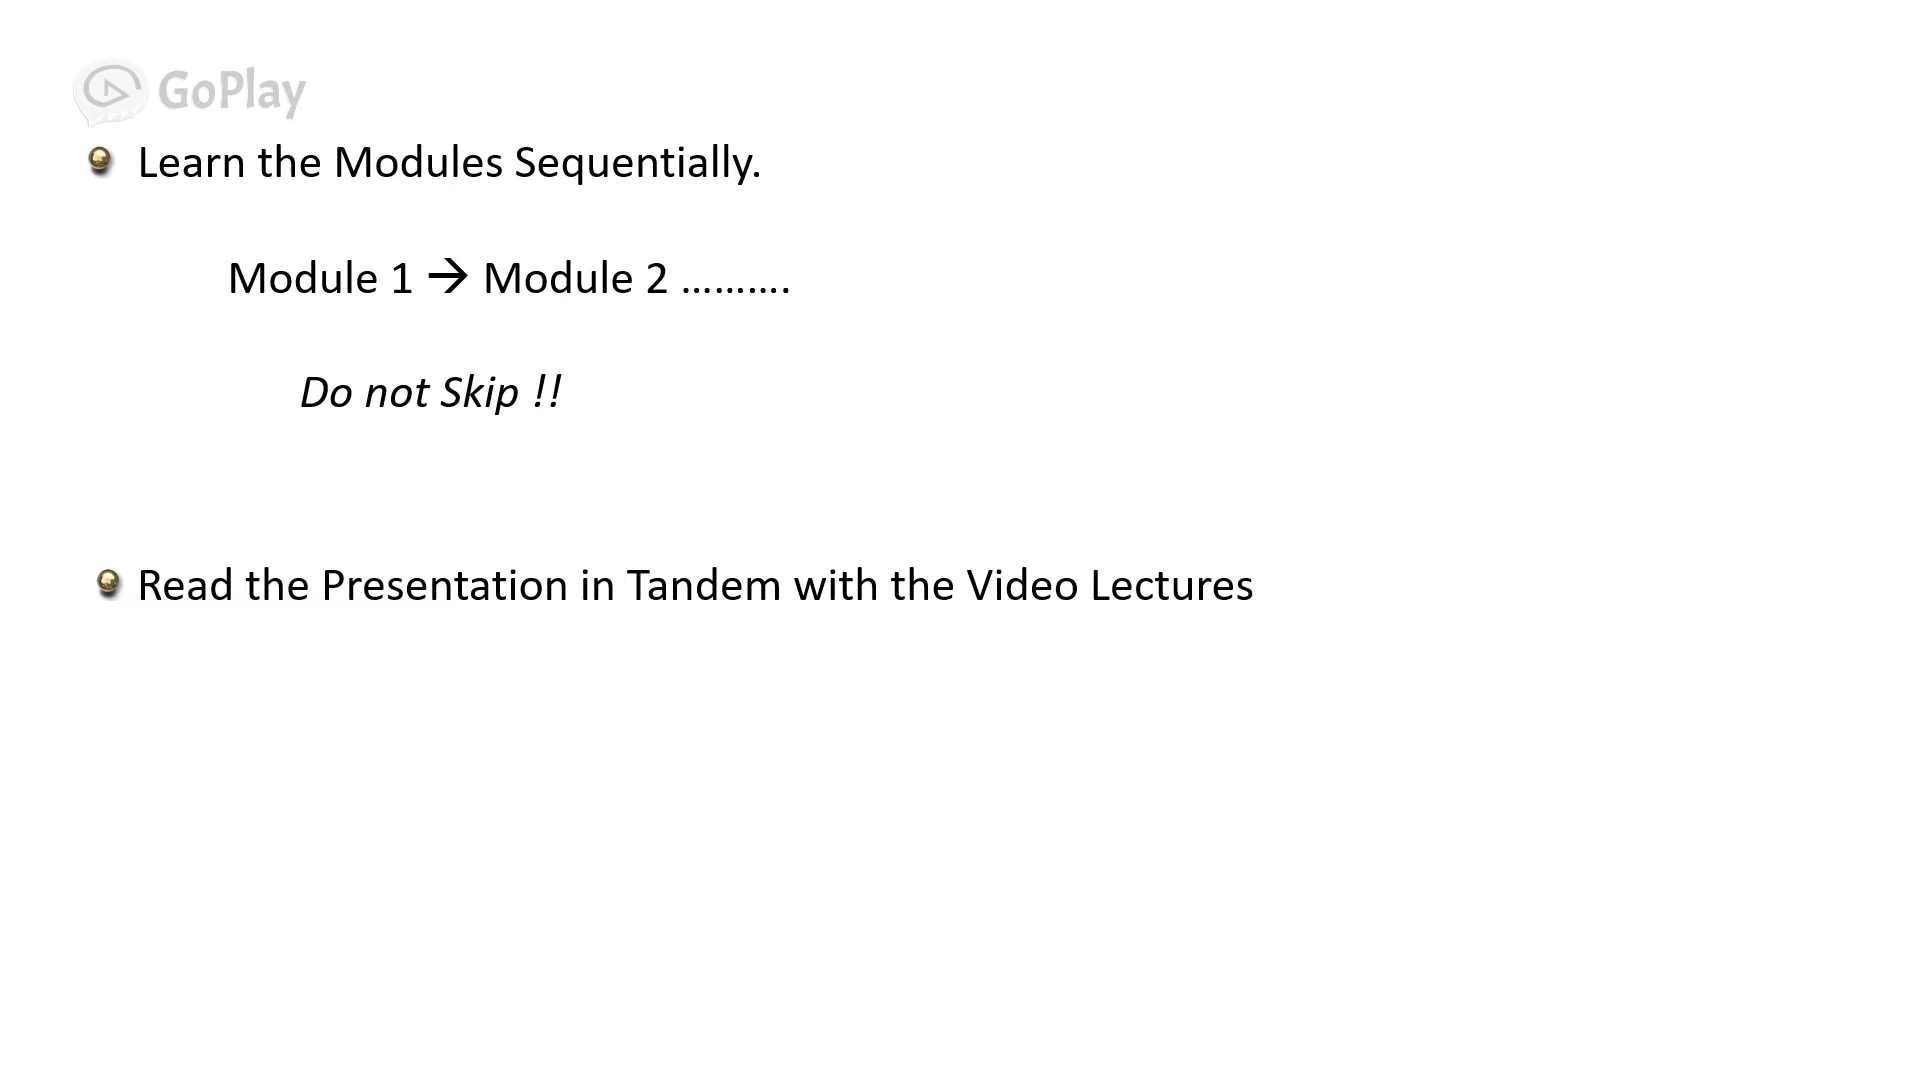 GoPlay
Learn the Modules Sequentially.
Module 1 → Module 2 ……….
Do not Skip !!
Read the Presentation in Tandem with the Video Lectures